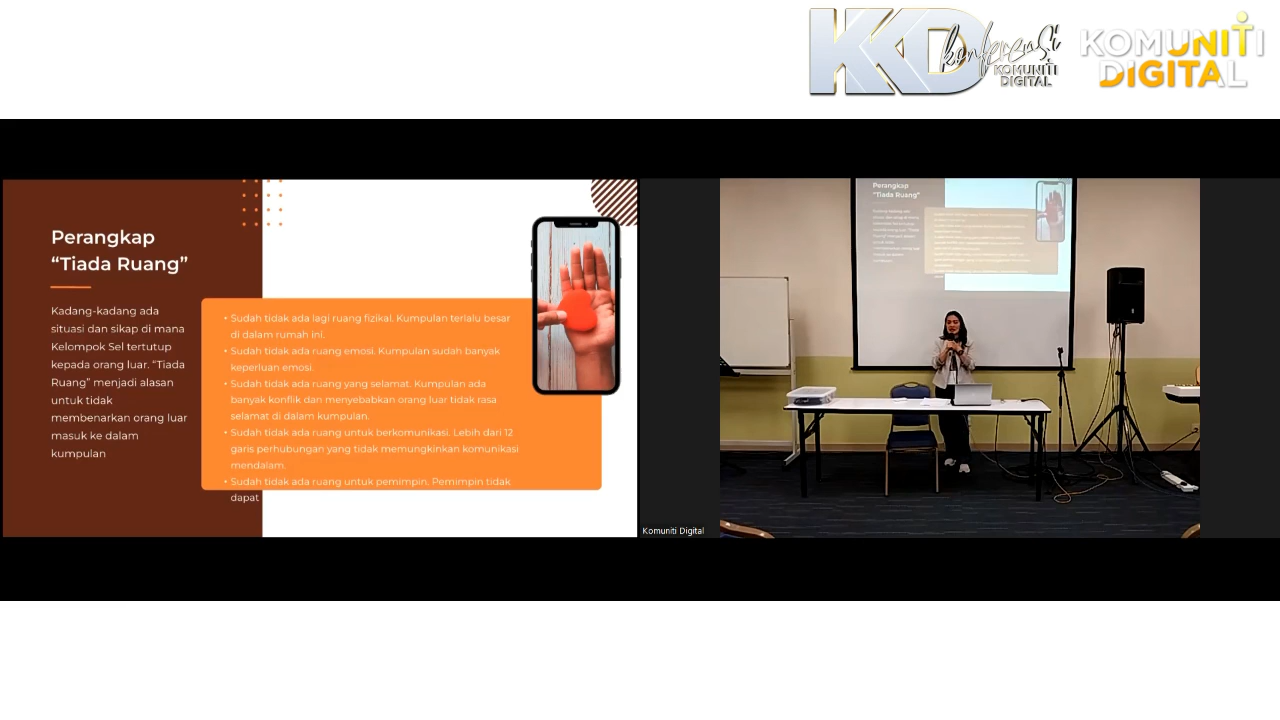 KD
konferensi
KOMUNITI
DIGITAL
KOMUNITI
DIGITAL
Perangkap
“Tiada Ruang”
Kadang-kadang ada
situasi dan sikap di mana
Kelompok Sel tertutup
kepada orang luar. “Tiada
Ruang” menjadi alasan
untuk tidak
membenarkan orang luar
masuk ke dalam
kumpulan
• Sudah tidak ada lagi ruang fizikal. Kumpulan terlalu besar
di dalam rumah ini.
• Sudah tidak ada ruang emosi. Kumpulan sudah banyak
keperluan emosi.
• Sudah tidak ada ruang yang selamat. Kumpulan ada
banyak konflik dan menyebabkan orang luar tidak rasa
selamat di dalam kumpulan.
• Sudah tidak ada ruang untuk berkomunikasi. Lebih dari 12
garis perhubungan yang tidak memungkinkan komunikasi
mendalam.
• Sudah tidak ada ruang untuk pemimpin. Pemimpin tidak
dapat
Perangkap
“Tiada Ruang”
Komuniti Digital